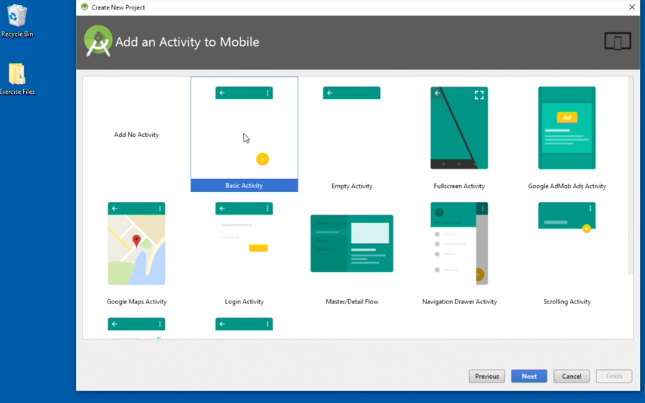 Create New Project
Recycle Bin
Add an Activity to Mobile
Exercise Files
Add No Activity
Ad
Basic Activity
Empty Activity
Fullscreen Activity
Google AdMob Ads Activity
Google Maps Activity
Login Activity
Master/Detail Flow
Navigation Drawer Activity
Scrolling Activity
Previous
Next
Cancel
Finish